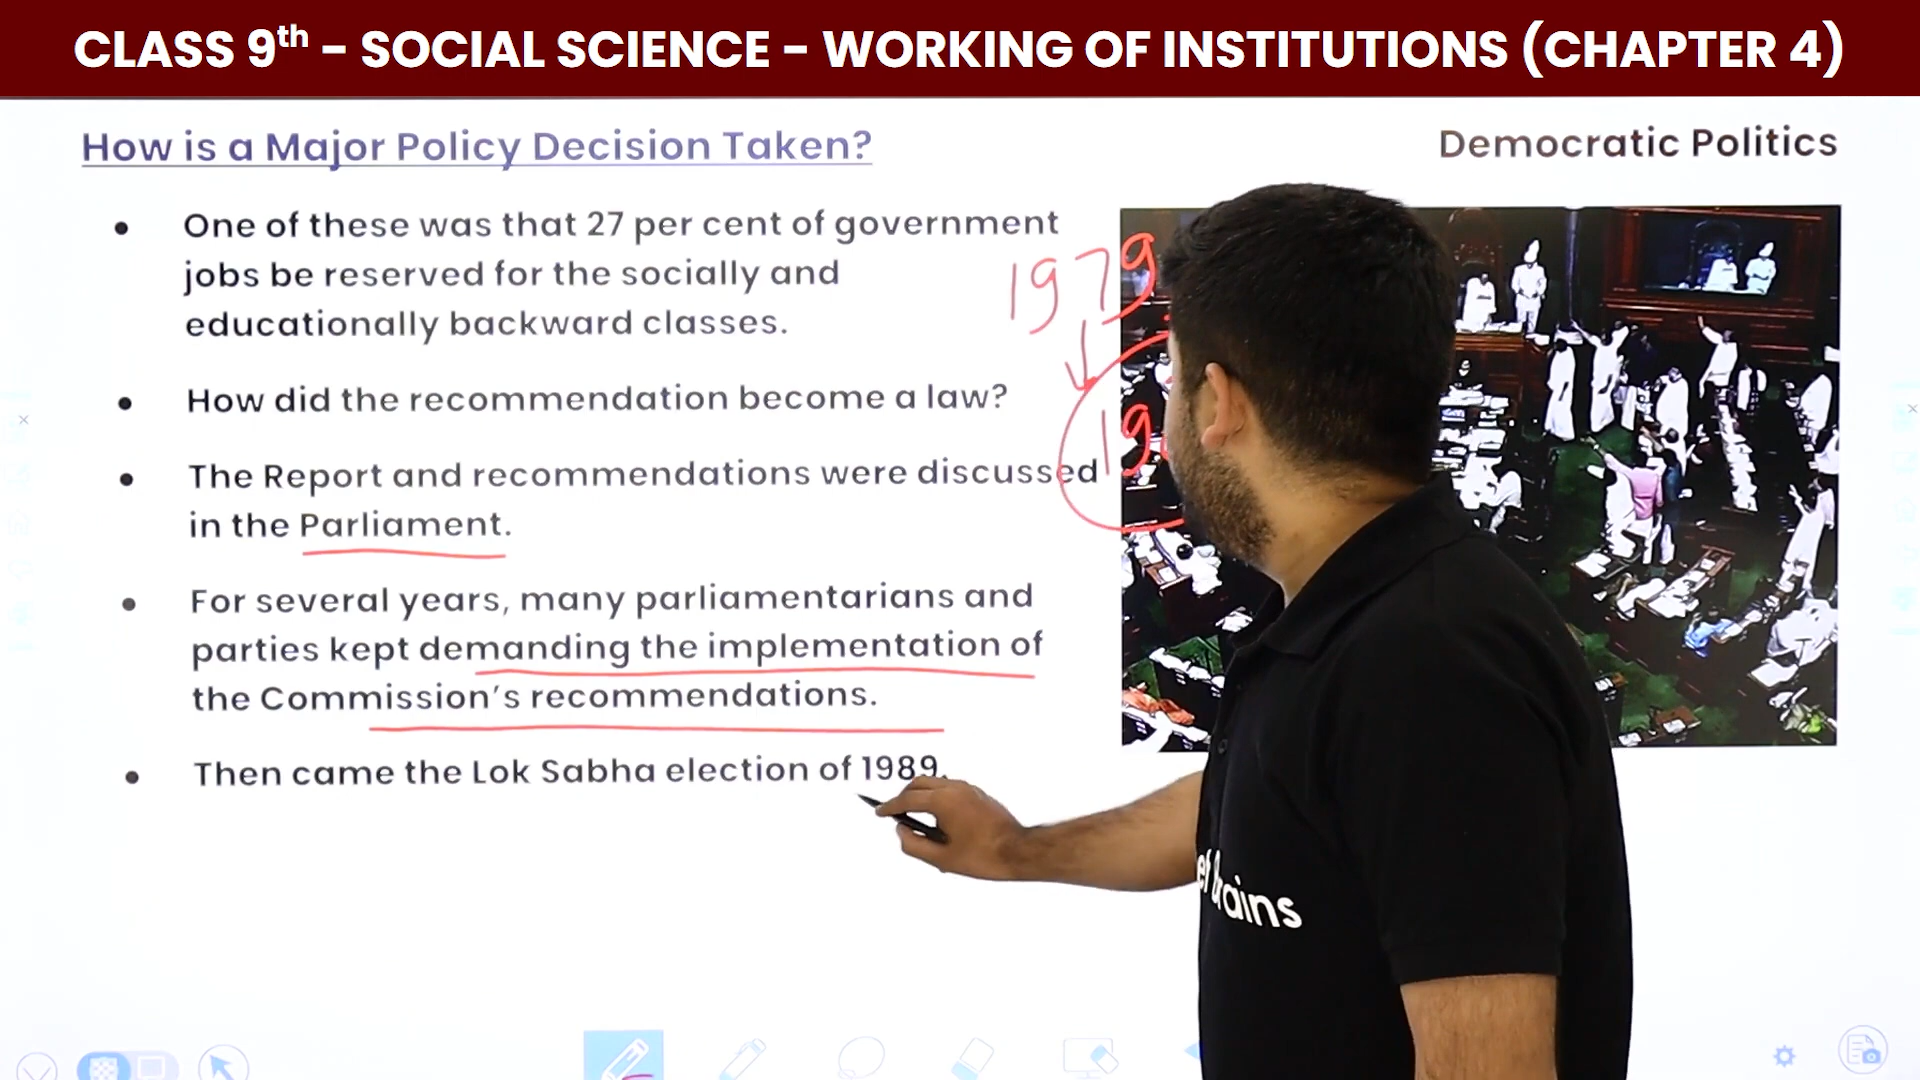 CLASS 9th – SOCIAL SCIENCE – WORKING OF INSTITUTIONS (CHAPTER 4)
How is a Major Policy Decision Taken?
Democratic Politics
• One of these was that 27 per cent of government
jobs be reserved for the socially and
educationally backward classes.
1979
• How did the recommendation become a law?
• The Report and recommendations were discussed
in the Parliament.
• For several years, many parliamentarians and
parties kept demanding the implementation of
the Commission's recommendations.
• Then came the Lok Sabha election of 1989.